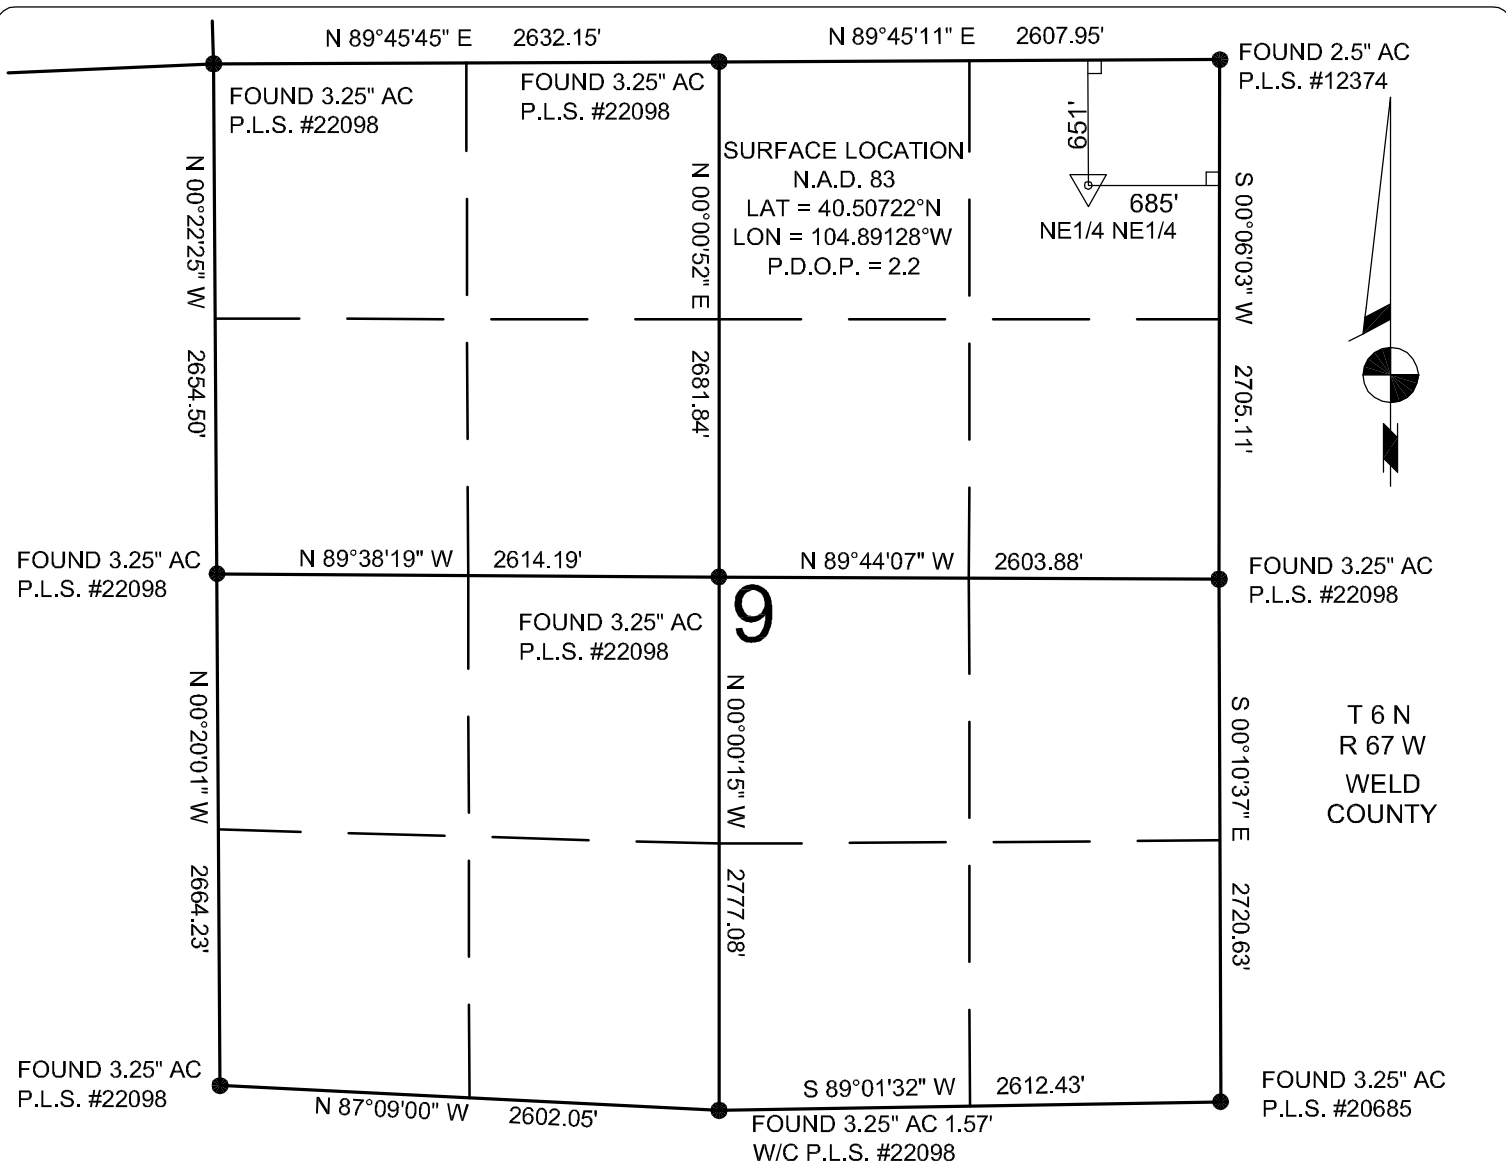 N 89°45'45" E 2632.15'
N 89°45'11" E 2607.95'
FOUND 2.5" AC
P.L.S. #12374
FOUND 3.25" AC
P.L.S. #22098
FOUND 3.25" AC
P.L.S. #22098
651'
685'
NE1/4 NE1/4
SURFACE LOCATION
N.A.D. 83
LAT = 40.50722°N
LON = 104.89128°W
P.D.O.P. = 2.2
N 00°22'25" W 2654.50'
N 00°00'52" E 2681.84'
S 00°06'03" W 2705.11'
N
FOUND 3.25" AC
P.L.S. #22098
N 89°38'19" W 2614.19'
N 89°44'07" W 2603.88'
FOUND 3.25" AC
P.L.S. #22098
FOUND 3.25" AC
P.L.S. #22098
9
N 00°20'01" W 2664.23'
N 00°00'15" W 2777.08'
S 00°10'37" E 2720.63'
T 6 N
R 67 W
WELD
COUNTY
FOUND 3.25" AC
P.L.S. #22098
N 87°09'00" W 2602.05'
S 89°01'32" W 2612.43'
FOUND 3.25" AC 1.57'
W/C P.L.S. #22098
FOUND 3.25" AC
P.L.S. #20685